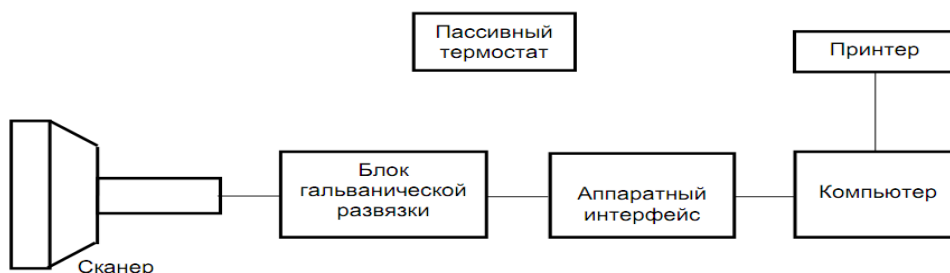 Пассивный
термостат
Принтер
Блок
гальванической
развязки
Аппаратный
интерфейс
Компьютер
Сканер